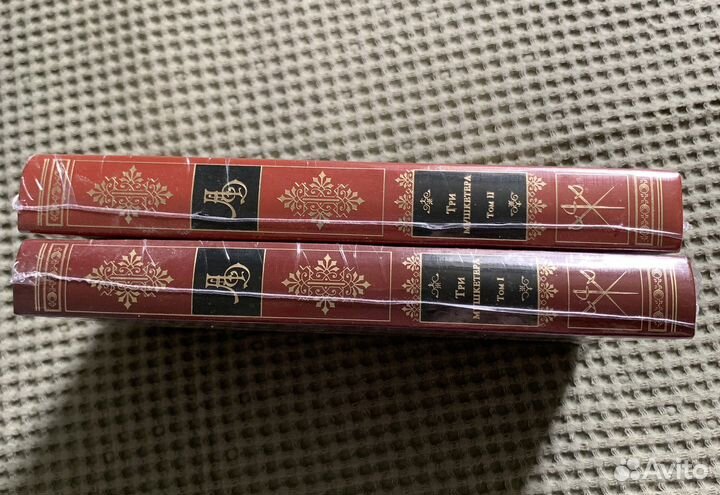 Три
мушкетера
Том II
Три
мушкетера
Том I
Avito